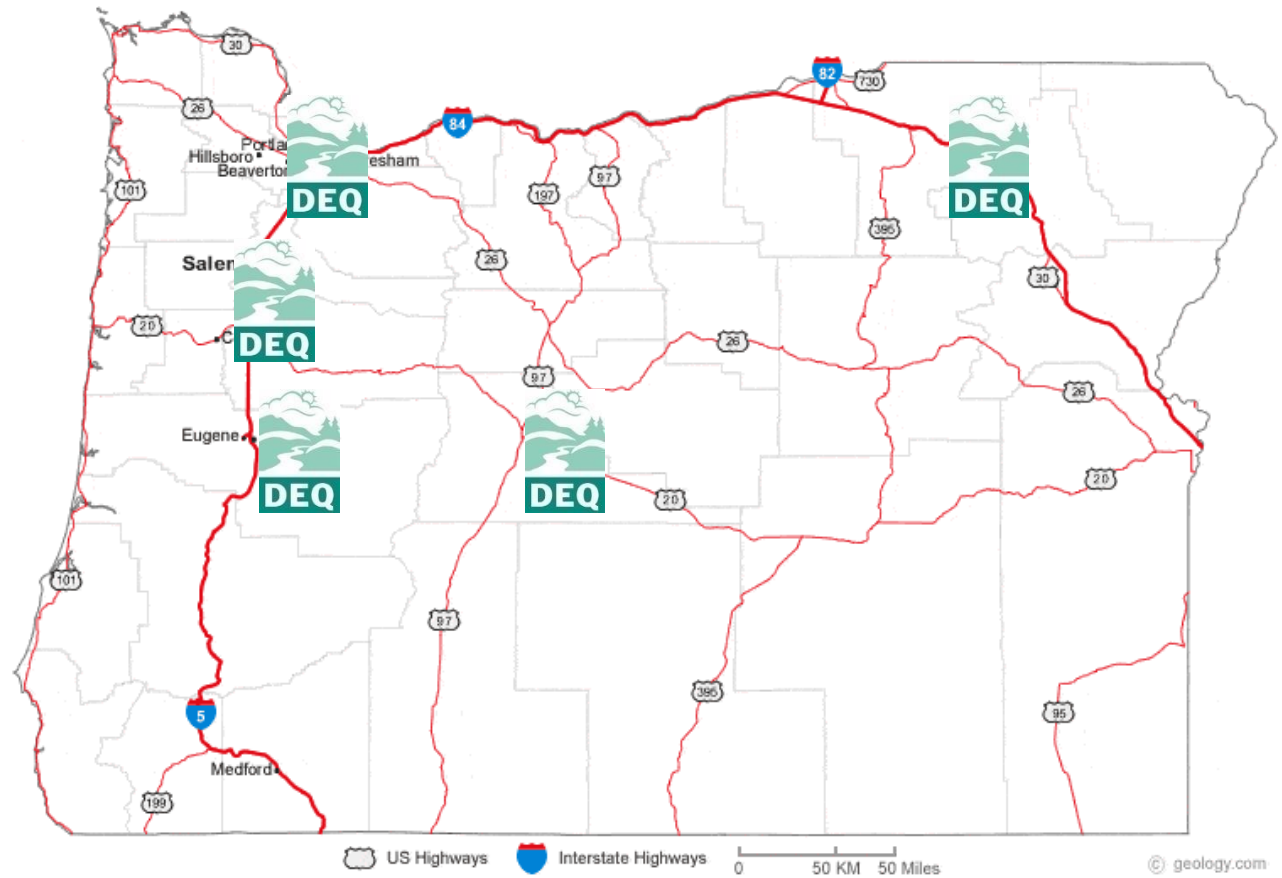 30
82
730
26
84
Portla
Hillsboro
Beaverton
esham
101
197
97
395
DEQ
DEQ
Salen
26
30
20
C
DEQ
26
97
26
Eugene
DEQ
DEQ
20
20
101
97
5
395
95
Medford
199
US Highways
Interstate Highways
0 50 KM 50 Miles
© geology.com